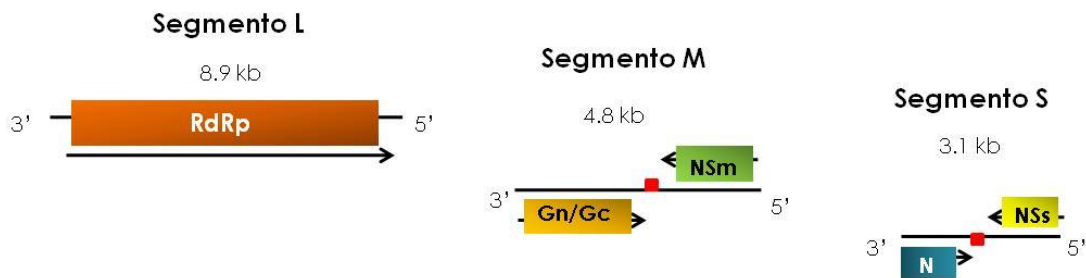 Segmento L
8.9 kb
3’
RdRp
5’
Segmento M
4.8 kb
NSm
3’
Gn/Gc
5’
Segmento S
3.1 kb
NSs
3’
N
5’